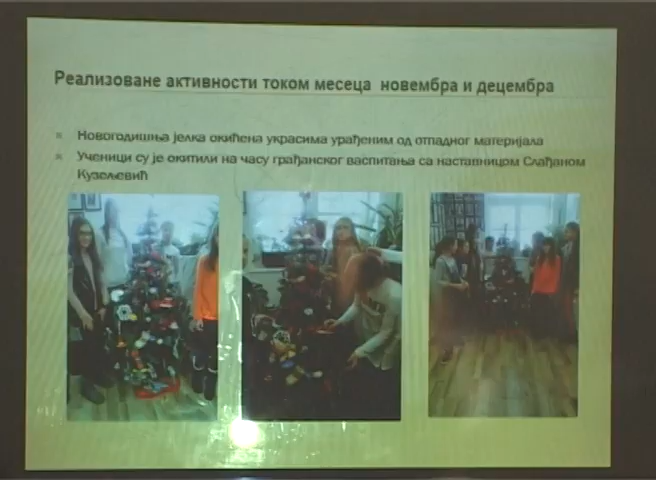 Реализоване активности током месеца новембра и децембра
Новогодишња јелка окићена украсима урађеним од отпадног материјала
Ученици су је окитили на часу грађанског васпитања са наставницом Слађаном
Кузељевић